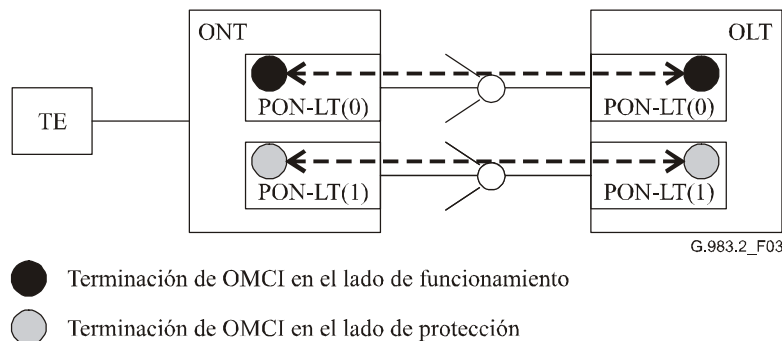 ONT
OLT
PON-LT(0)
PON-LT(0)
TE
PON-LT(1)
PON-LT(1)
G.983.2_F03
Terminación de OMCI en el lado de funcionamiento
Terminación de OMCI en el lado de protección